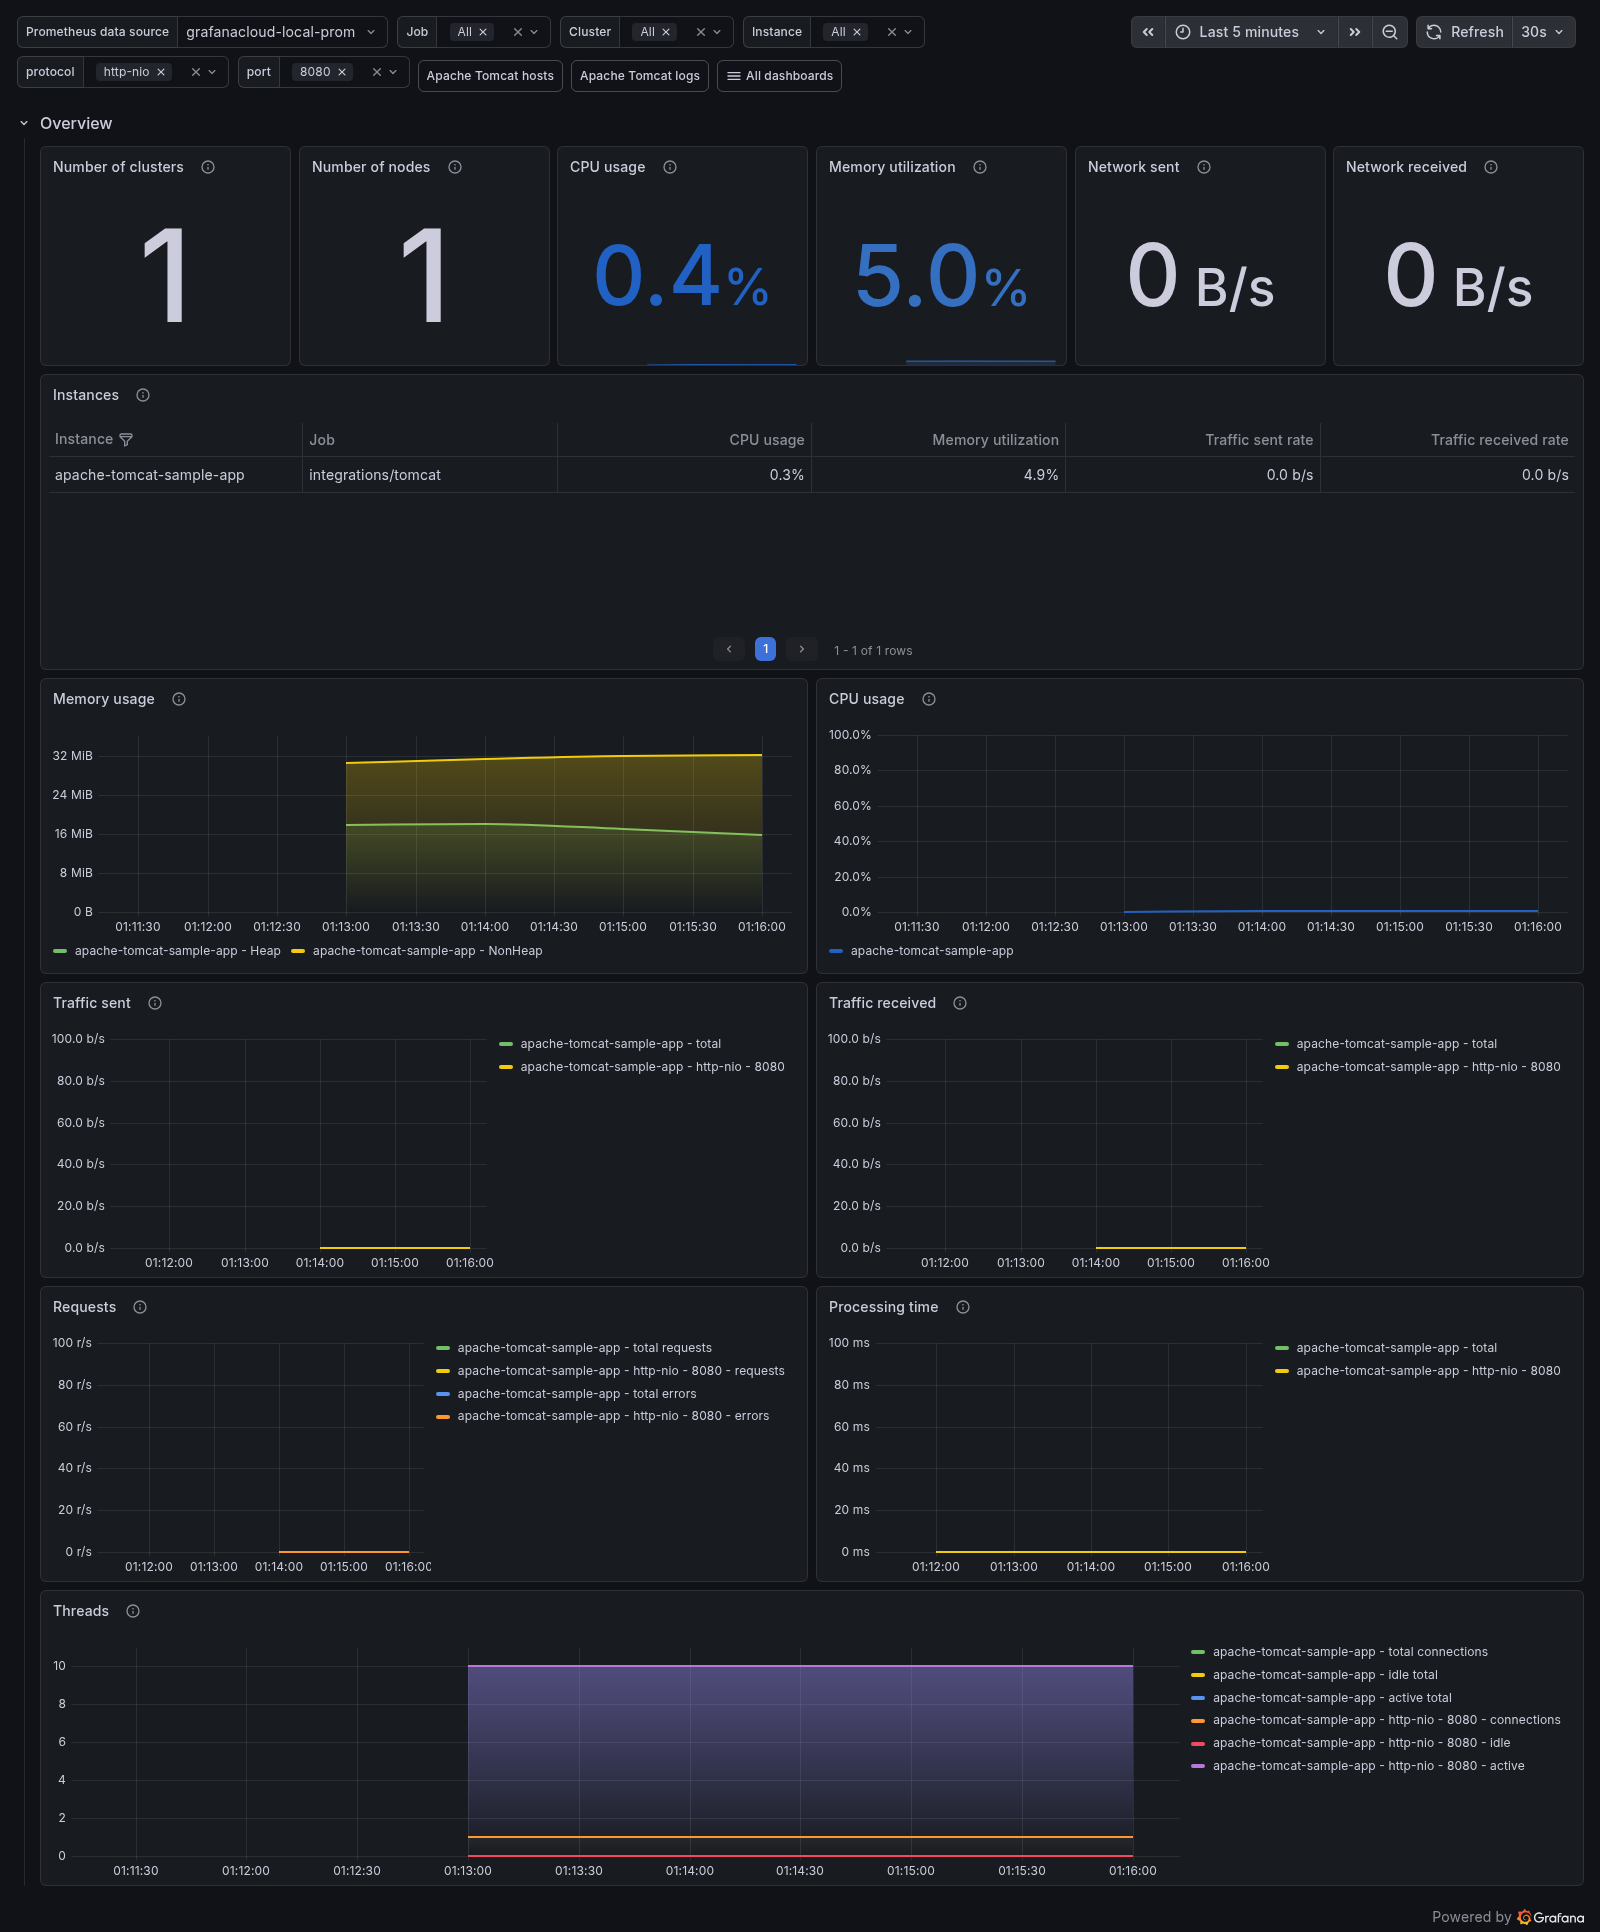 Prometheus data source grafanacloud-local-prom Job All Cluster All Instance All Last 5 minutes Refresh 30s
protocol http-nio port 8080 Apache Tomcat hosts Apache Tomcat logs All dashboards
Overview
Number of clusters Number of nodes CPU usage Memory utilization Network sent Network received
1 1 0.4% 5.0% 0 B/s 0 B/s
Instances
Instance Job CPU usage Memory utilization Traffic sent rate Traffic received rate
apache-tomcat-sample-app integrations/tomcat 0.3% 4.9% 0.0 b/s 0.0 b/s
1 1 - 1 of 1 rows
Memory usage
32 MiB
24 MiB
16 MiB
8 MiB
0 B
01:11:30 01:12:00 01:12:30 01:13:00 01:13:30 01:14:00 01:14:30 01:15:00 01:15:30 01:16:00
apache-tomcat-sample-app - Heap apache-tomcat-sample-app - NonHeap
CPU usage
100.0%
80.0%
60.0%
40.0%
20.0%
0.0%
01:11:30 01:12:00 01:12:30 01:13:00 01:13:30 01:14:00 01:14:30 01:15:00 01:15:30 01:16:00
apache-tomcat-sample-app
Traffic sent
100.0 b/s
80.0 b/s
60.0 b/s
40.0 b/s
20.0 b/s
0.0 b/s
01:12:00 01:13:00 01:14:00 01:15:00 01:16:00
apache-tomcat-sample-app - total
apache-tomcat-sample-app - http-nio - 8080
Traffic received
100.0 b/s
80.0 b/s
60.0 b/s
40.0 b/s
20.0 b/s
0.0 b/s
01:12:00 01:13:00 01:14:00 01:15:00 01:16:00
apache-tomcat-sample-app - total
apache-tomcat-sample-app - http-nio - 8080
Requests
100 r/s
80 r/s
60 r/s
40 r/s
20 r/s
0 r/s
01:12:00 01:13:00 01:14:00 01:15:00 01:16:00
apache-tomcat-sample-app - total requests
apache-tomcat-sample-app - http-nio - 8080 - requests
apache-tomcat-sample-app - total errors
apache-tomcat-sample-app - http-nio - 8080 - errors
Processing time
100 ms
80 ms
60 ms
40 ms
20 ms
0 ms
01:12:00 01:13:00 01:14:00 01:15:00 01:16:00
apache-tomcat-sample-app - total
apache-tomcat-sample-app - http-nio - 8080
Threads
10
8
6
4
2
0
01:11:30 01:12:00 01:12:30 01:13:00 01:13:30 01:14:00 01:14:30 01:15:00 01:15:30 01:16:00
apache-tomcat-sample-app - total connections
apache-tomcat-sample-app - idle total
apache-tomcat-sample-app - active total
apache-tomcat-sample-app - http-nio - 8080 - connections
apache-tomcat-sample-app - http-nio - 8080 - idle
apache-tomcat-sample-app - http-nio - 8080 - active
Powered by Grafana